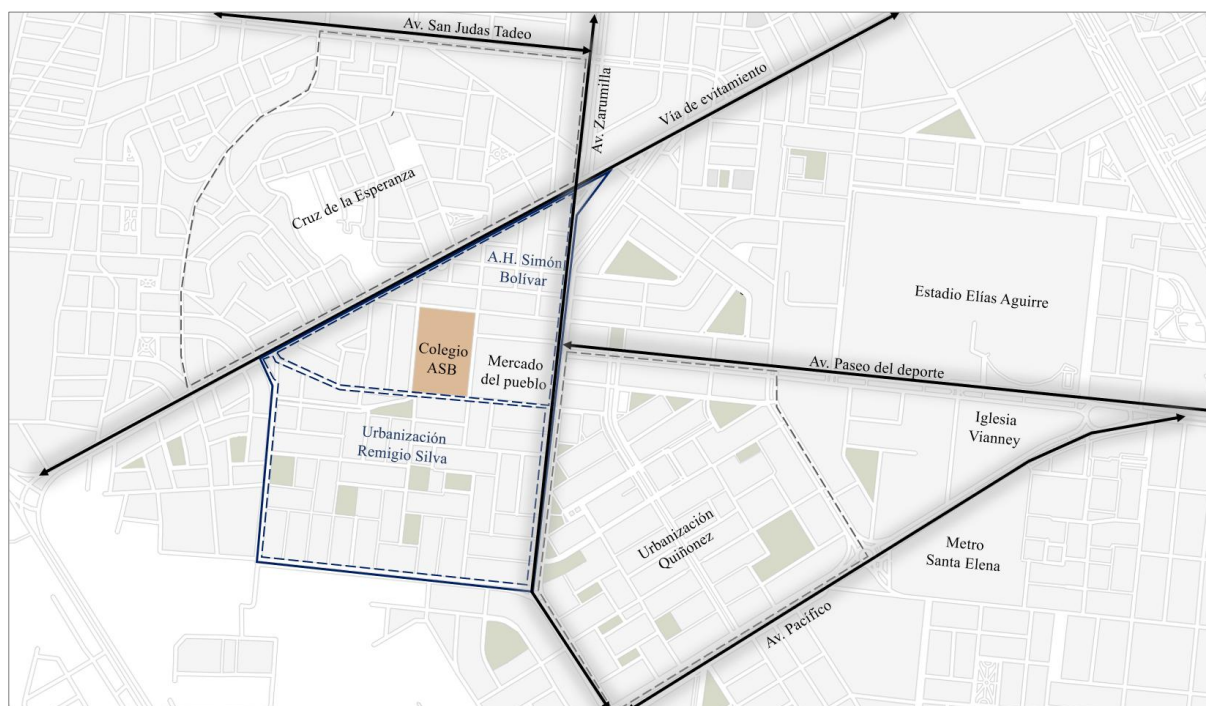 Av. San Judas Tadeo
Av. Zarumilla
Vía de evitamiento
Cruz de la Esperanza
A.H. Simón
Bolívar
Estadio Elías Aguirre
Colegio
ASB
Mercado
del pueblo
Av. Paseo del deporte
Iglesia
Vianney
Urbanización
Remigio Silva
Urbanización
Quiñonez
Metro
Santa Elena
Av. Pacífico